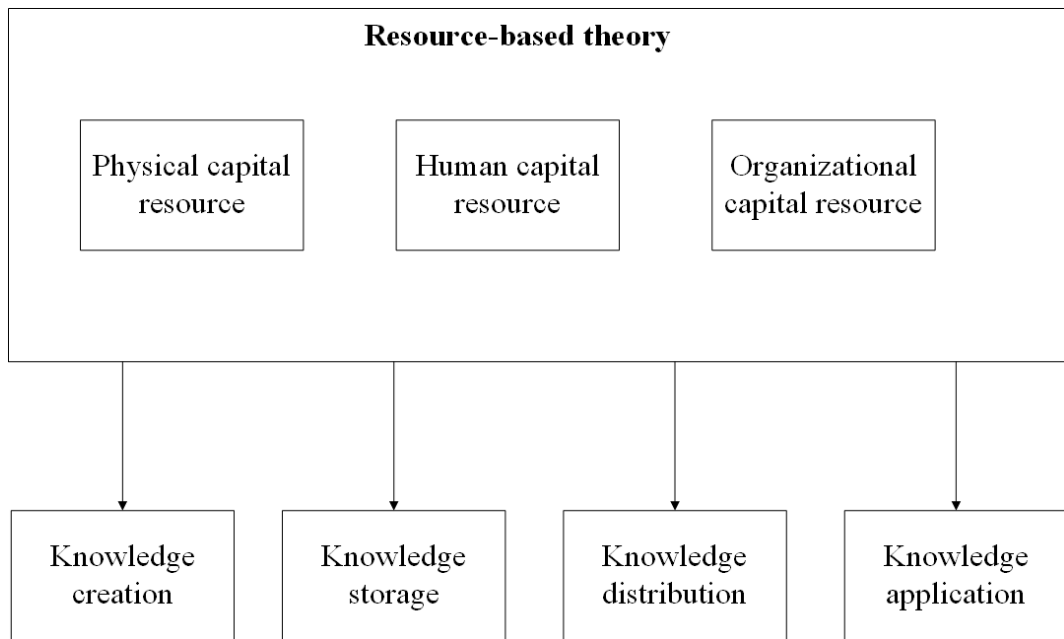 Resource-based theory
Physical capital
resource
Human capital
resource
Organizational
capital resource
Knowledge
creation
Knowledge
storage
Knowledge
distribution
Knowledge
application